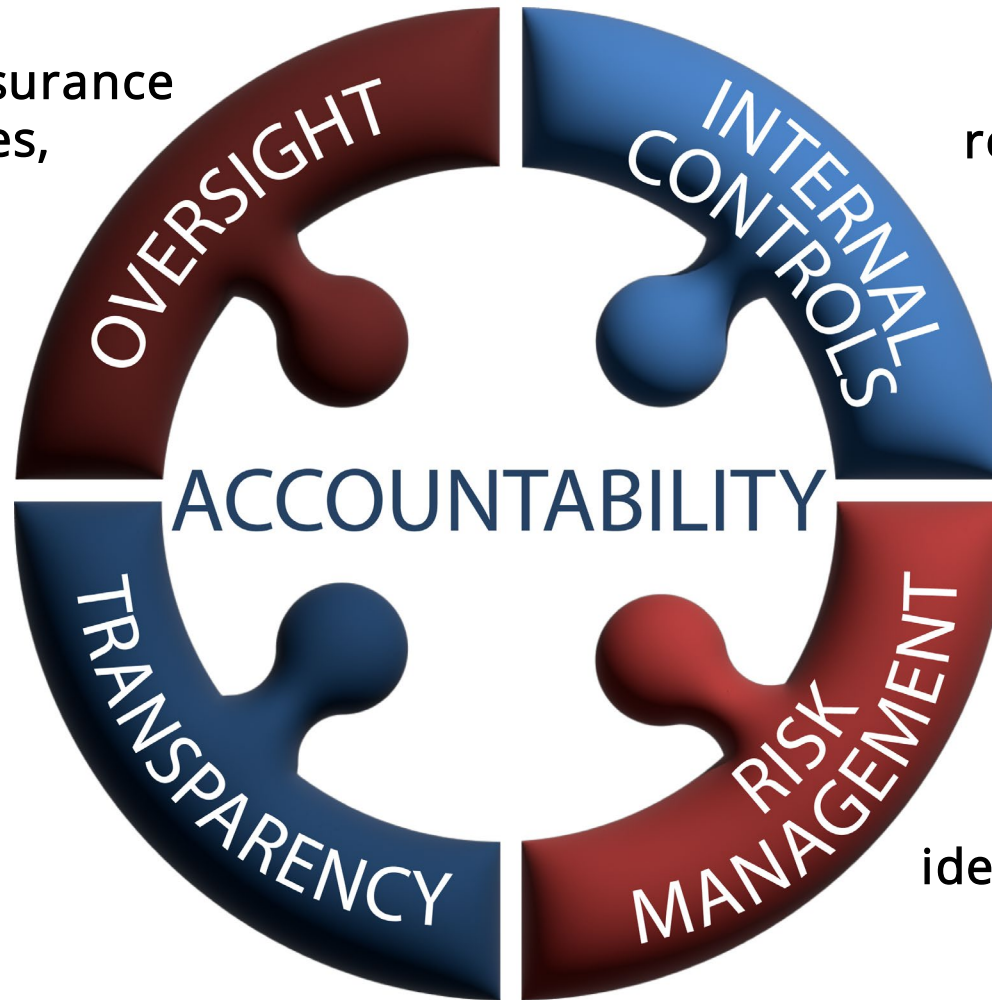 surance
es,
OVERSIGHT
INTERNAL
CONTROLS
re
ACCOUNTABILITY
TRANSPARENCY
RISK
MANAGEMENT
ide